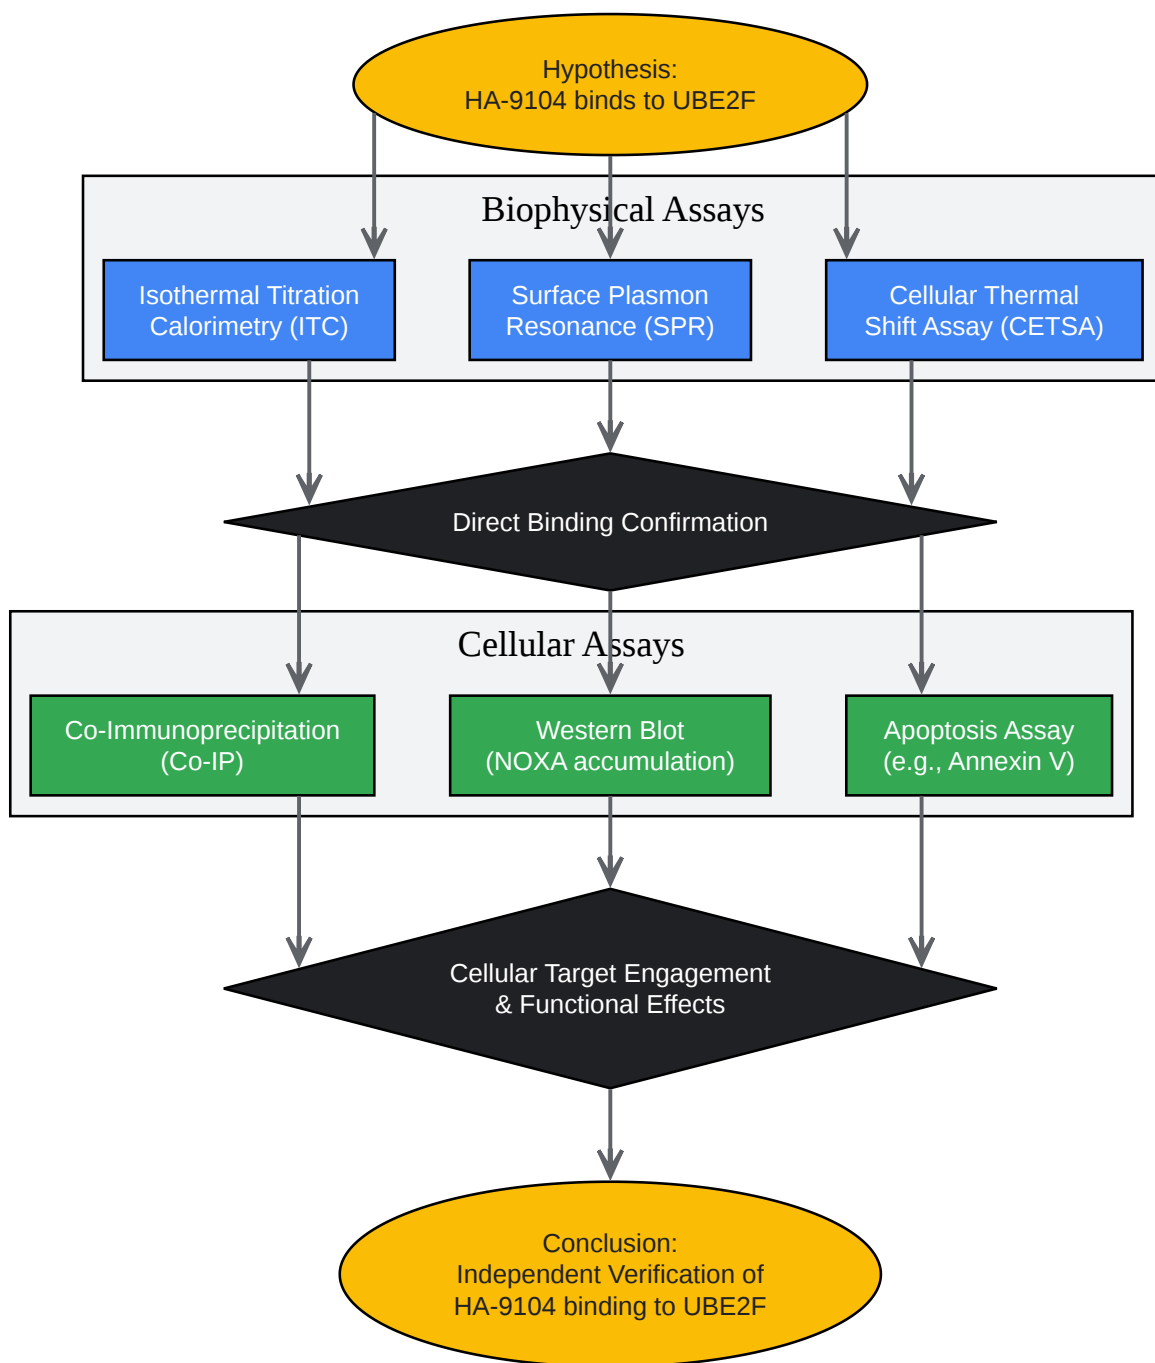 Hypothesis:
HA-9104 binds to UBE2F
Biophysical Assays
Isothermal Titration
Calorimetry (ITC)
Surface Plasmon
Resonance (SPR)
Cellular Thermal
Shift Assay (CETSA)
Direct Binding Confirmation
Cellular Assays
Co-Immunoprecipitation
(Co-IP)
Western Blot
(NOXA accumulation)
Apoptosis Assay
(e.g., Annexin V)
Cellular Target Engagement
& Functional Effects
Conclusion:
Independent Verification of
HA-9104 binding to UBE2F